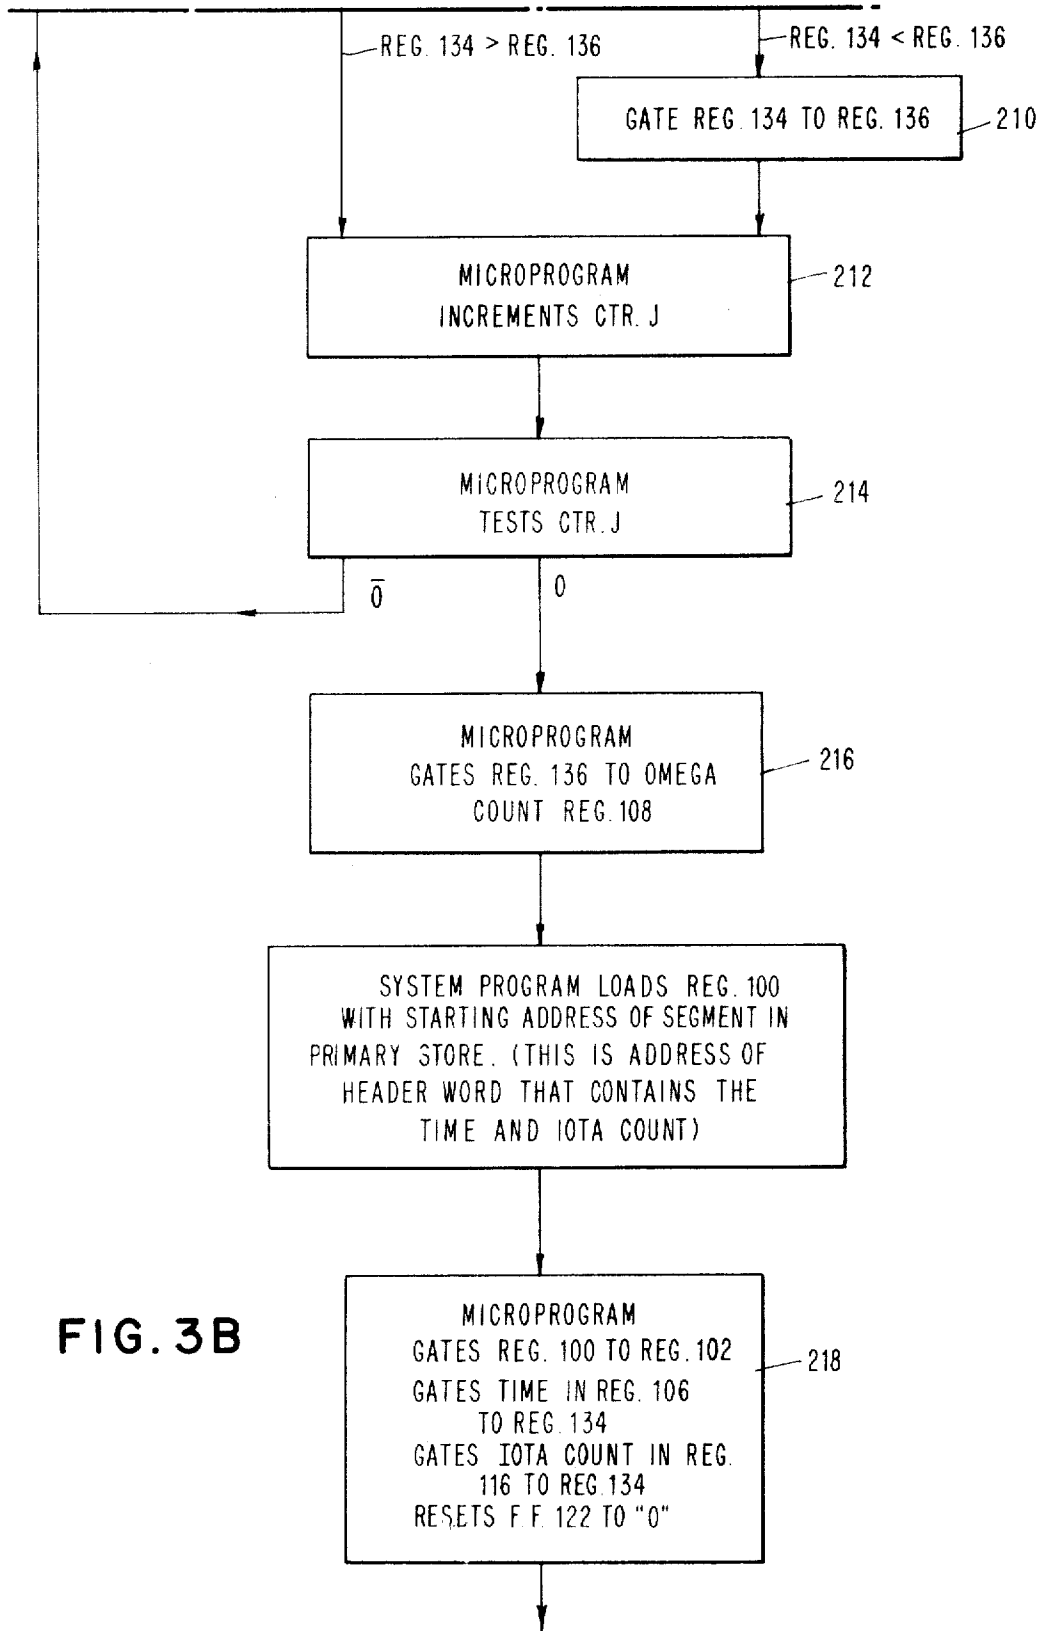 REG. 134 > REG. 136
REG. 134 < REG. 136
GATE REG. 134 TO REG. 136
210
MICROPROGRAM
INCREMENTS CTR. J
212
MICROPROGRAM
TESTS CTR. J
214
0̅
0
MICROPROGRAM
GATES REG. 136 TO OMEGA
COUNT REG. 108
216
SYSTEM PROGRAM LOADS REG. 100
WITH STARTING ADDRESS OF SEGMENT IN
PRIMARY STORE. (THIS IS ADDRESS OF
HEADER WORD THAT CONTAINS THE
TIME AND IOTA COUNT)
MICROPROGRAM
GATES REG. 100 TO REG. 102
GATES TIME IN REG. 106
TO REG. 134
GATES IOTA COUNT IN REG.
116 TO REG. 134
RESETS F.F. 122 TO "0"
218
FIG. 3B